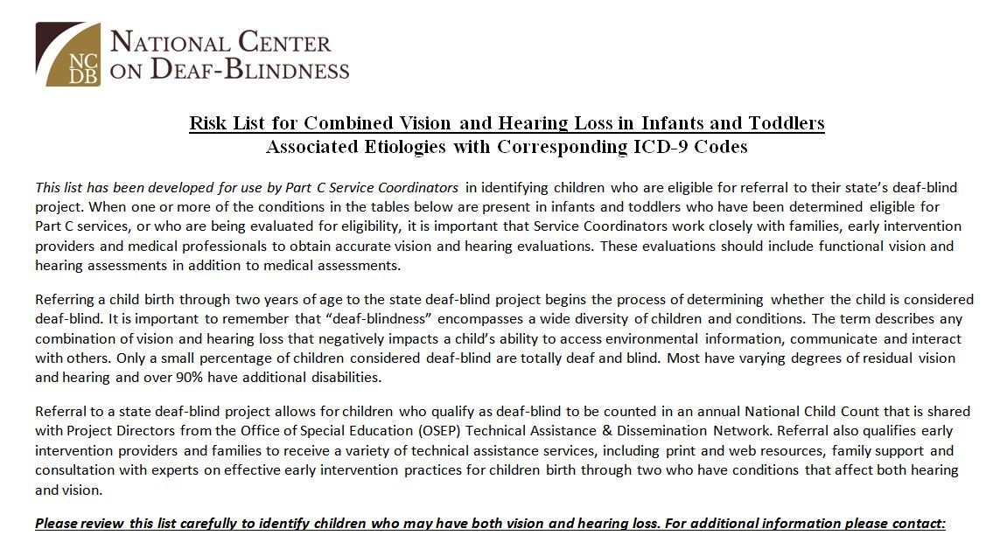 NATIONAL CENTER
ON DEAF-BLINDNESS
NC
DB
Risk List for Combined Vision and Hearing Loss in Infants and Toddlers
Associated Etiologies with Corresponding ICD-9 Codes
This list has been developed for use by Part C Service Coordinators in identifying children who are eligible for referral to their state's deaf-blind
project. When one or more of the conditions in the tables below are present in infants and toddlers who have been determined eligible for
Part C services, or who are being evaluated for eligibility, it is important that Service Coordinators work closely with families, early intervention
providers and medical professionals to obtain accurate vision and hearing evaluations. These evaluations should include functional vision and
hearing assessments in addition to medical assessments.
Referring a child birth through two years of age to the state deaf-blind project begins the process of determining whether the child is considered
deaf-blind. It is important to remember that “deaf-blindness” encompasses a wide diversity of children and conditions. The term describes any
combination of vision and hearing loss that negatively impacts a child's ability to access environmental information, communicate and interact
with others. Only a small percentage of children considered deaf-blind are totally deaf and blind. Most have varying degrees of residual vision
and hearing and over 90% have additional disabilities.
Referral to a state deaf-blind project allows for children who qualify as deaf-blind to be counted in an annual National Child Count that is shared
with Project Directors from the Office of Special Education (OSEP) Technical Assistance & Dissemination Network. Referral also qualifies early
intervention providers and families to receive a variety of technical assistance services, including print and web resources, family support and
consultation with experts on effective early intervention practices for children birth through two who have conditions that affect both hearing
and vision.
Please review this list carefully to identify children who may have both vision and hearing loss. For additional information please contact: